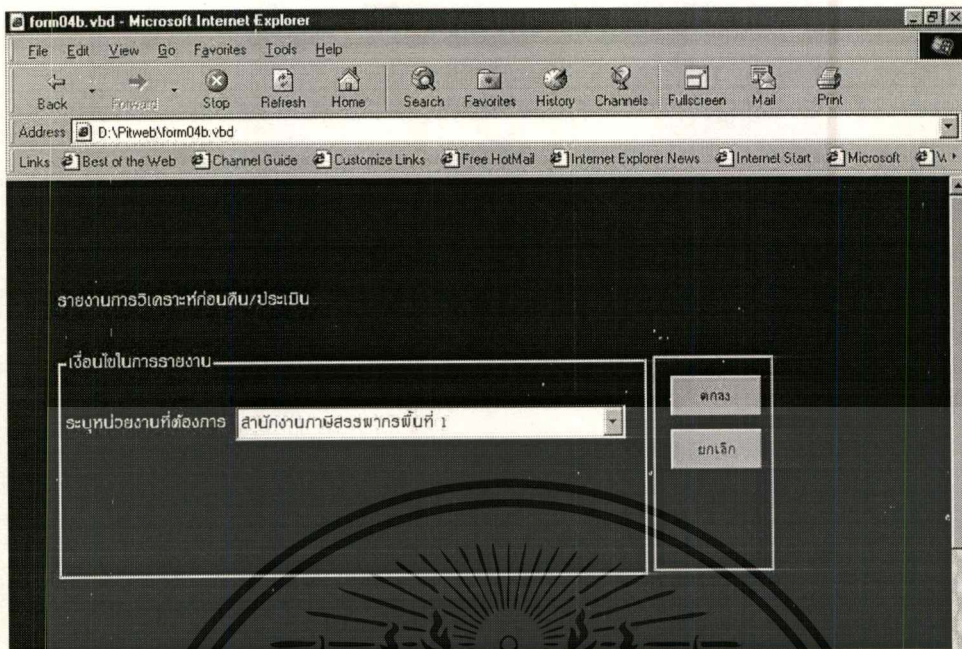 form04b.vbd - Microsoft Internet Explorer
File Edit View Go Favorites Tools Help
Back Forward Stop Refresh Home Search Favorites History Channels Fullscreen Mail Print
Address D:\Pitweb\form04b.vbd
Links Best of the Web Channel Guide Customize Links Free HotMail Internet Explorer News Internet Start Microsoft
รายงานการวิเคราะห์ก่อนคืน/ประเมิน
เงื่อนไขในการรายงาน
ระบุหน่วยงานที่ต้องการ สำนักงานภาษีสรรพากรพื้นที่ 1
ตกลง
ยกเลิก